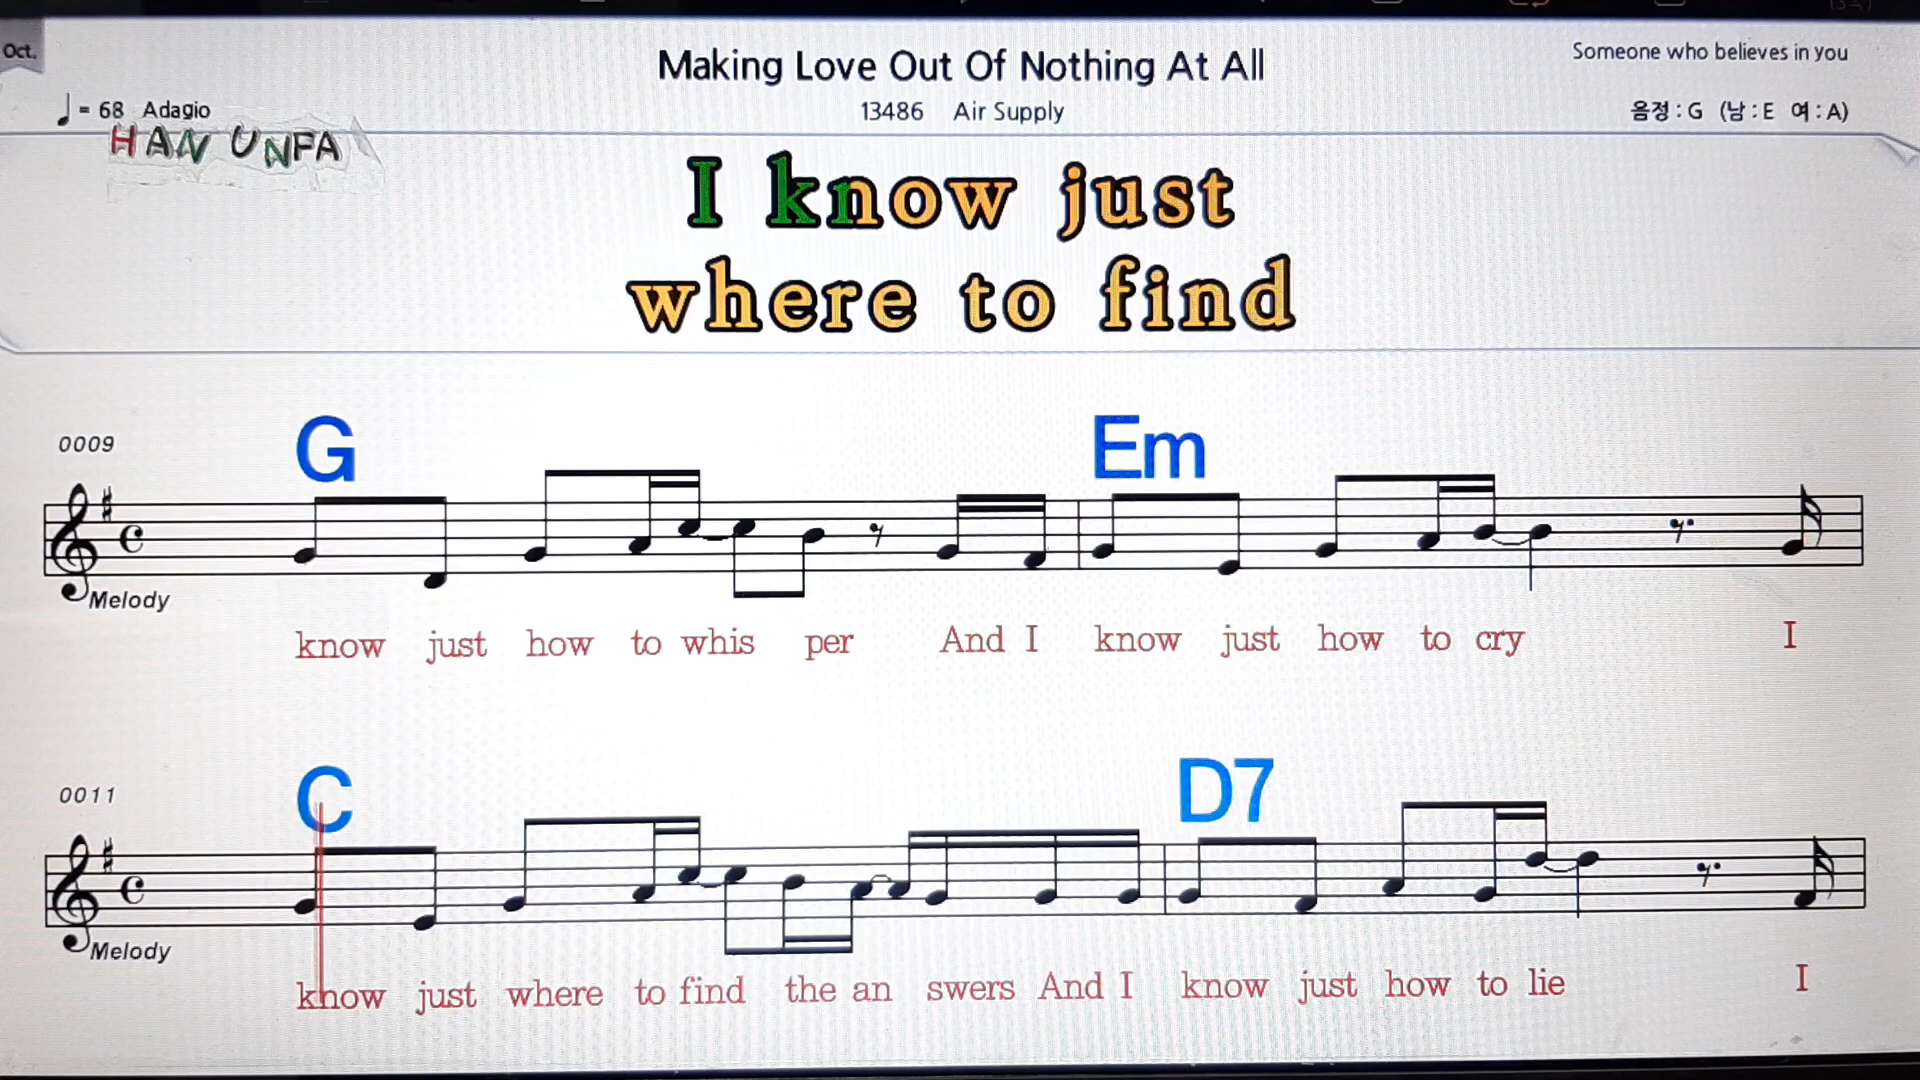 Oct.
Making Love Out Of Nothing At All
Someone who believes in you
= 68 Adagio
13486 Air Supply
음정 : G (남 : E 여 : A)
HAN UNFA
I know just
where to find
G Em
0009
Melody
know just how to whis per And I know just how to cry I
C D7
0011
Melody
know just where to find the an swers And I know just how to lie I